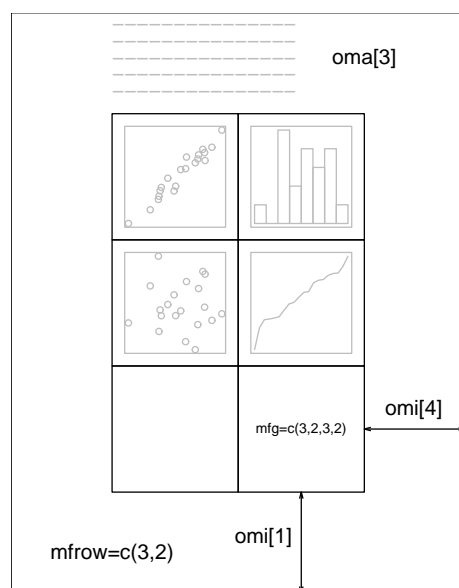 oma[3]
mfg=c(3,2,3,2)
omi[4]
omi[1]
mfrow=c(3,2)